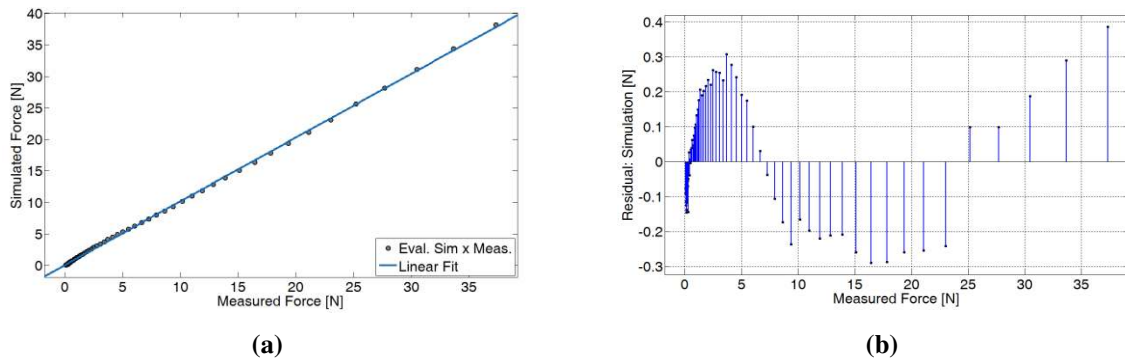 40
35
30
25
20
15
10
5
0
Simulated Force [N]
0 5 10 15 20 25 30 35
Measured Force [N]
Eval. Sim x Meas.
Linear Fit
(a)
0.4
0.3
0.2
0.1
0
-0.1
-0.2
-0.3
Residual: Simulation [N]
0 5 10 15 20 25 30 35
Measured Force [N]
(b)